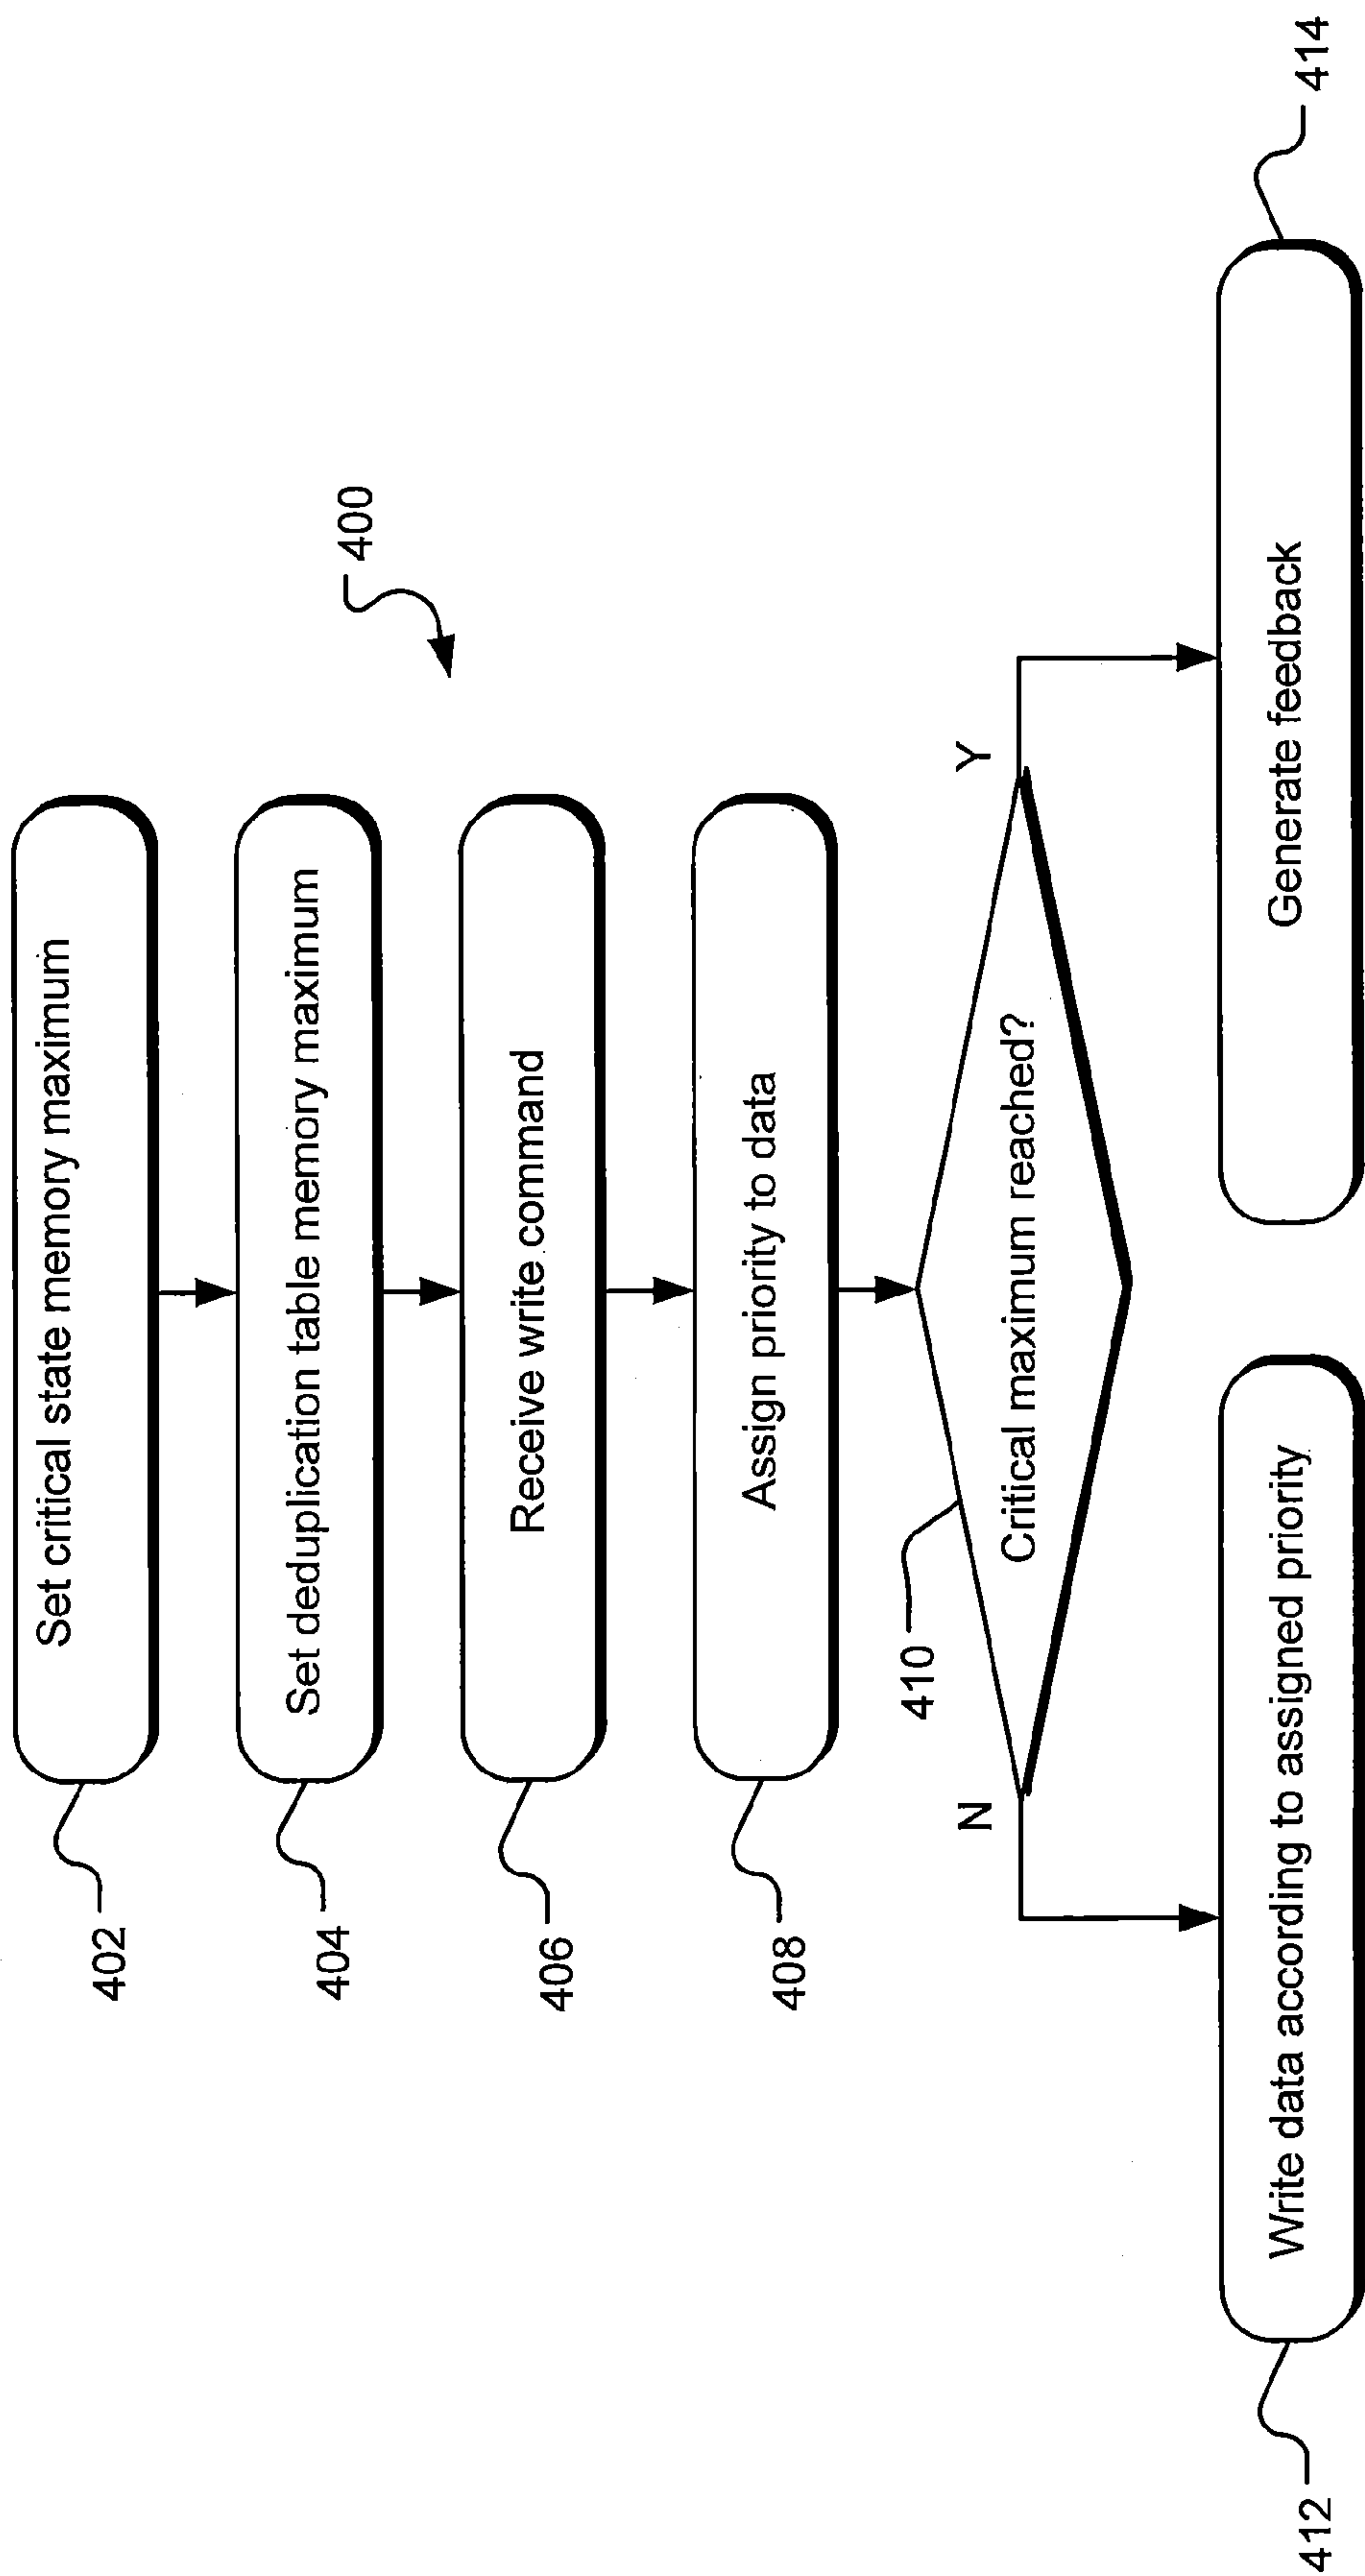 400
402
Set critical state memory maximum
404
Set deduplication table memory maximum
406
Receive write command
408
Assign priority to data
410
Critical maximum reached?
N
Y
412
Write data according to assigned priority
Generate feedback
414